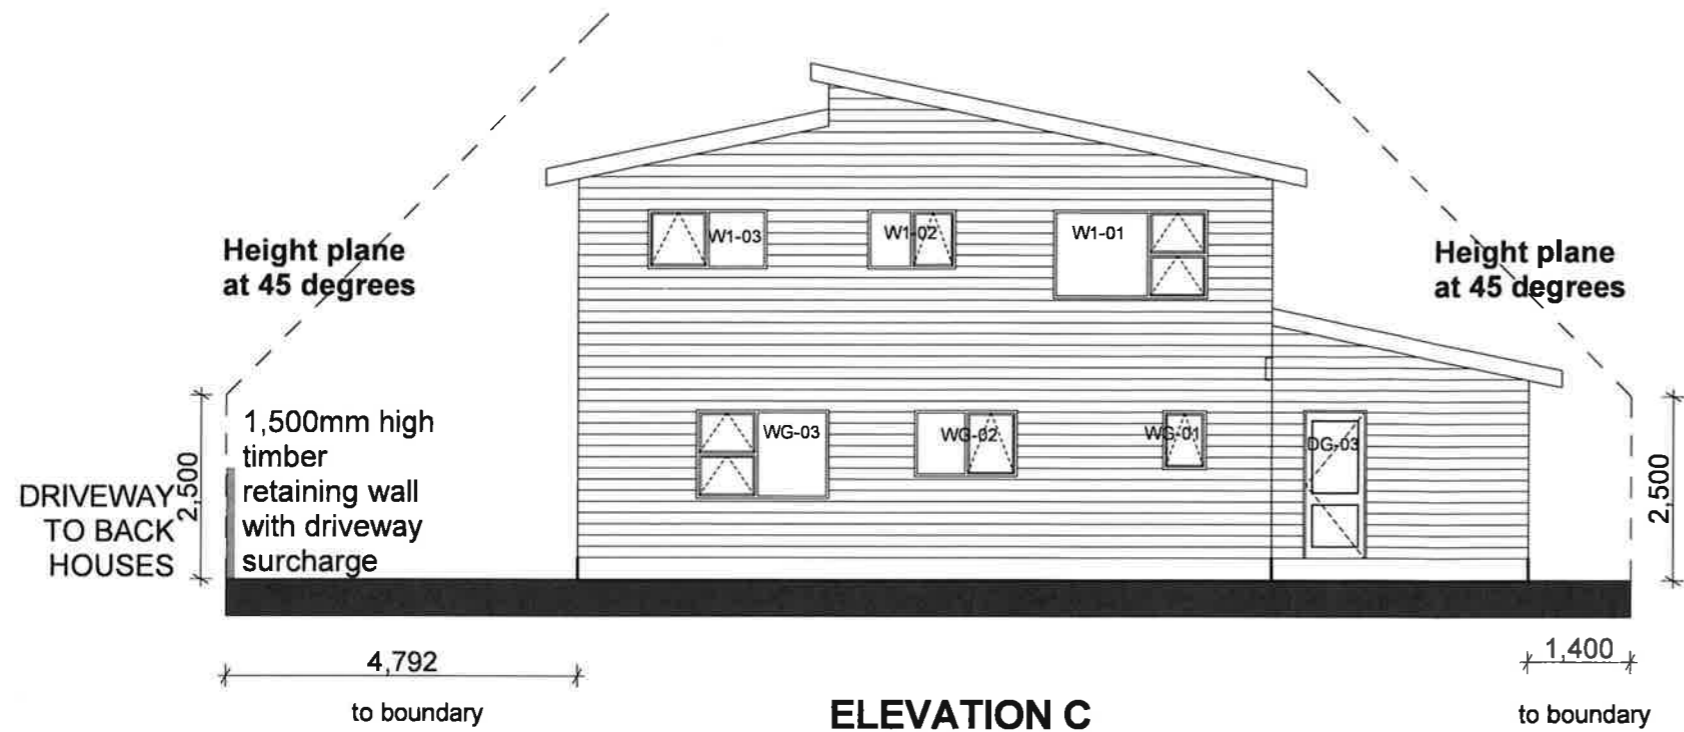 W1-03
W1-02
W1-01
Height plane
at 45 degrees
Height plane
at 45 degrees
2,500
1,500mm high
timber
retaining wall
with driveway
surcharge
DRIVEWAY
TO BACK
HOUSES
WG-03
WG-02
WG-01
DG-03
2,500
4,792
to boundary
ELEVATION C
1,400
to boundary